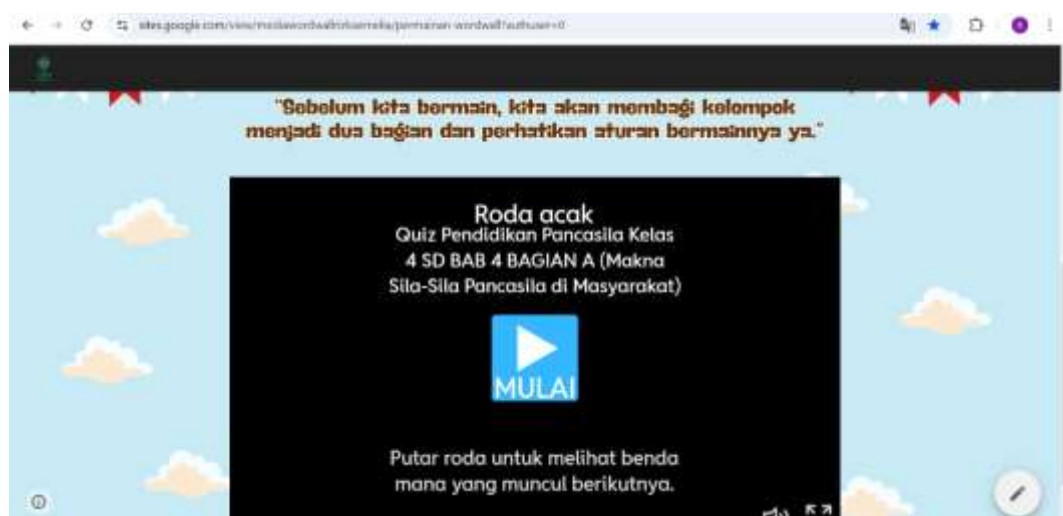 "Sebelum kita bermain, kita akan membagi kelompok
menjadi dua bagian dan perhatikan aturan bermainnya ya."
Roda acak
Quiz Pendidikan Pancasila Kelas
4 SD BAB 4 BAGIAN A (Makna
Sila-Sila Pancasila di Masyarakat)
MULAI
Putar roda untuk melihat benda
mana yang muncul berikutnya.